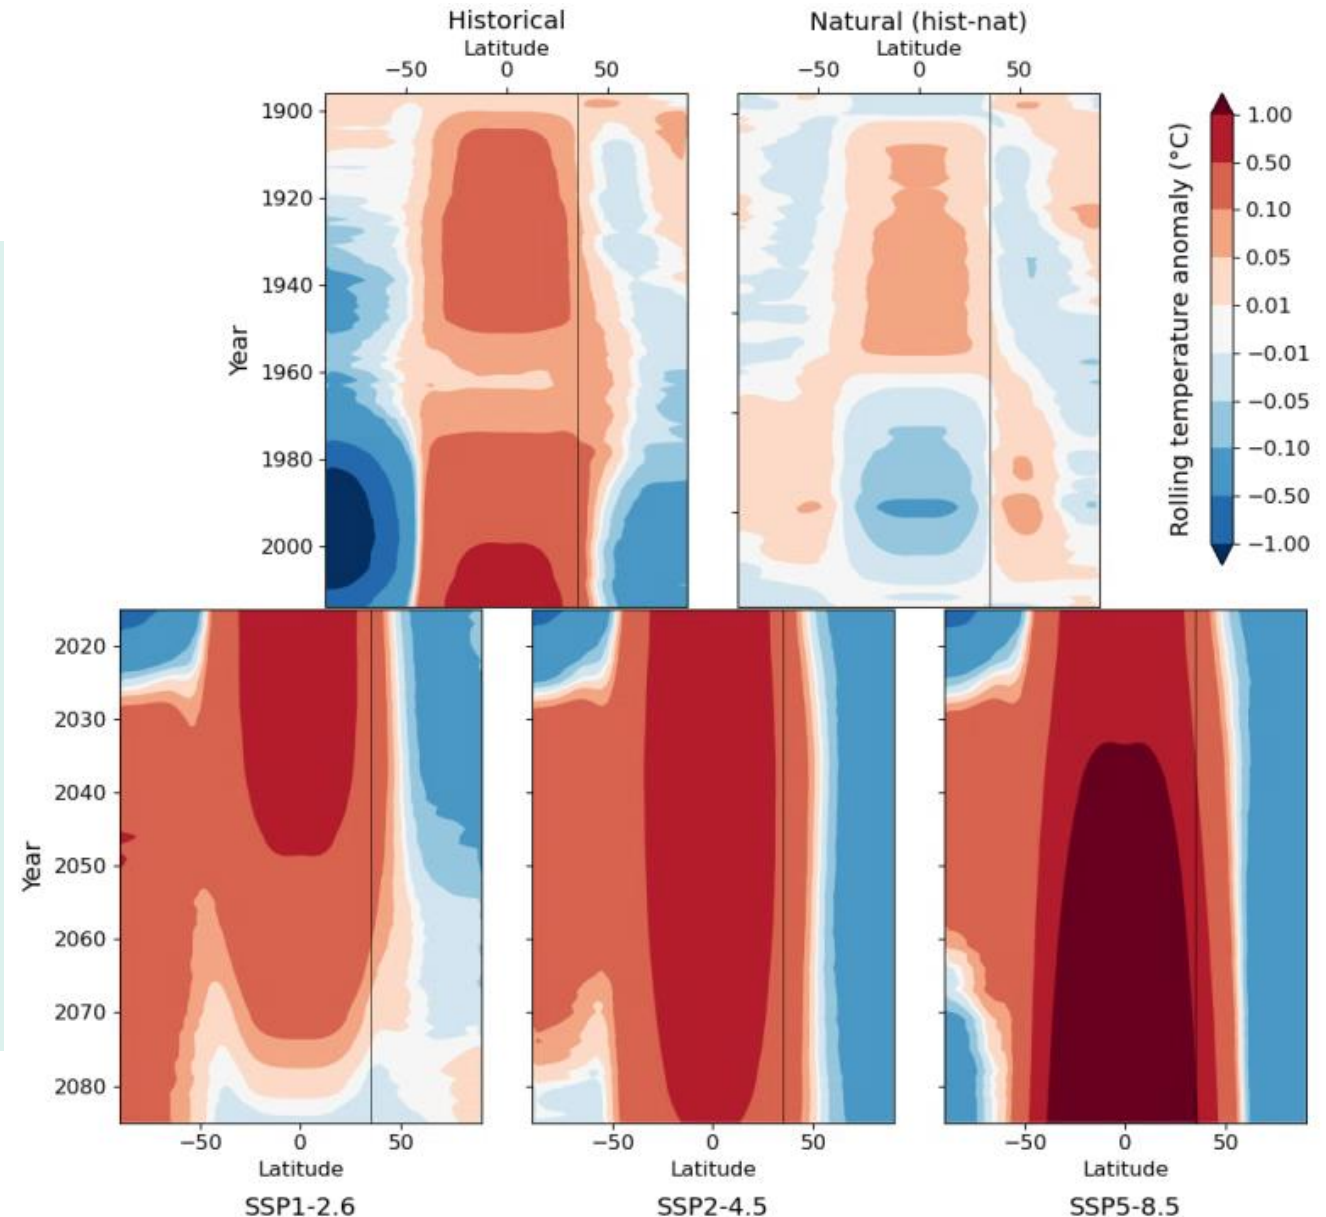 Historical
Natural (hist-nat)
Latitude
Latitude
−50 0 50
−50 0 50
1900
1920
1940
1960
1980
2000
Year
1.00
0.50
0.10
0.05
0.01
−0.01
−0.05
−0.10
−0.50
−1.00
Rolling temperature anomaly (°C)
2020
2030
2040
2050
2060
2070
2080
Year
−50 0 50
−50 0 50
−50 0 50
Latitude
Latitude
Latitude
SSP1-2.6
SSP2-4.5
SSP5-8.5